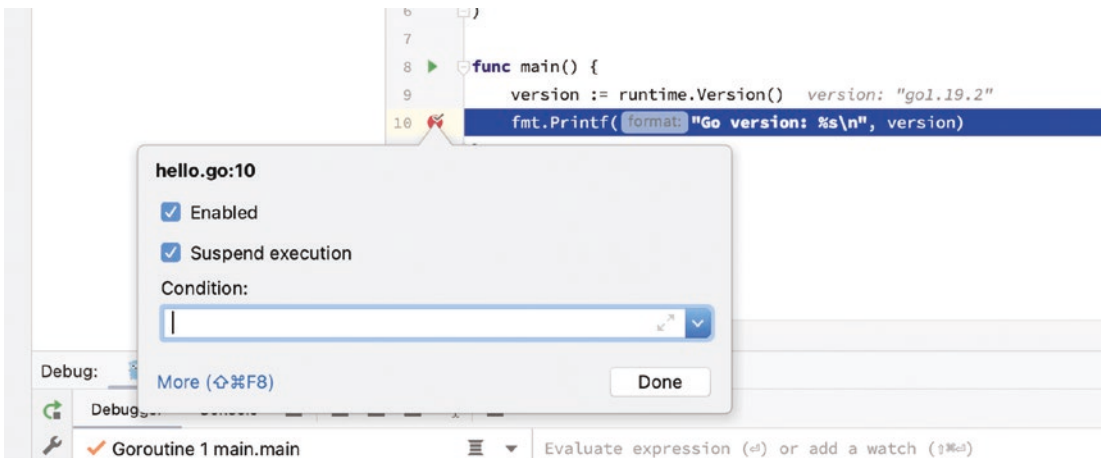 6 )
7
8 func main() {
9 version := runtime.Version() version: "go1.19.2"
10 fmt.Printf( format: "Go version: %s\n", version)
hello.go:10
Enabled
Suspend execution
Condition:
More (⇧⌘F8)
Done
Debug:
Debugger Console
Goroutine 1 main.main
Evaluate expression (⏎) or add a watch (⇧⌘⏎)